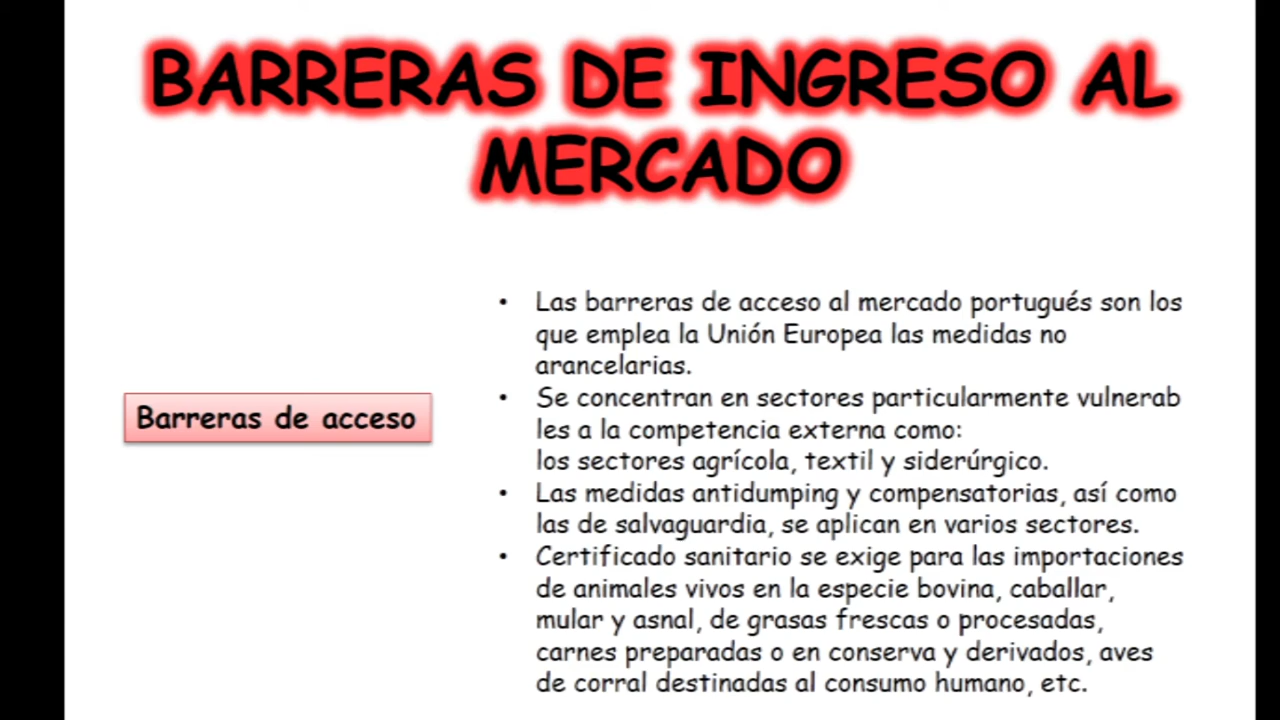 BARRERAS DE INGRESO AL
MERCADO
Barreras de acceso
• Las barreras de acceso al mercado portugués son los
que emplea la Unión Europea las medidas no
arancelarias.
• Se concentran en sectores particularmente vulnerab
les a la competencia externa como:
los sectores agrícola, textil y siderúrgico.
• Las medidas antidumping y compensatorias, así como
las de salvaguardia, se aplican en varios sectores.
• Certificado sanitario se exige para las importaciones
de animales vivos en la especie bovina, caballar,
mular y asnal, de grasas frescas o procesadas,
carnes preparadas o en conserva y derivados, aves
de corral destinadas al consumo humano, etc.